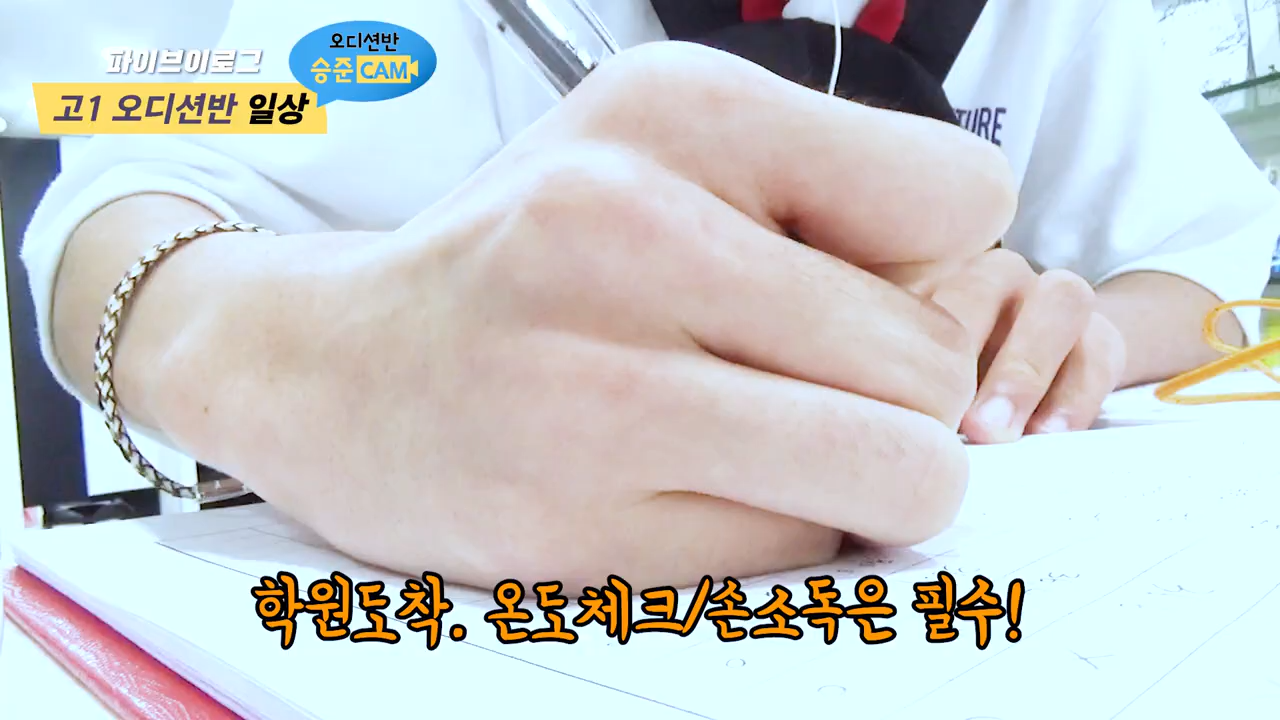 파이브이로그
고1 오디션반 일상
오디션반
승준 CAM
TURE
학원도착. 온도체크/손소독은 필수!